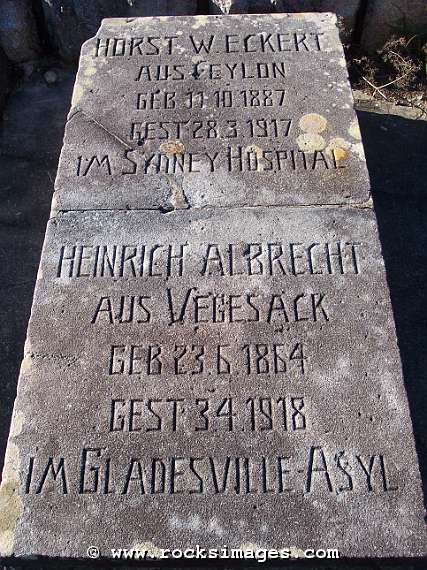 HORST W. ECKERT
AUS CEYLON
GEB 11.10 1887
GEST 28.3 1917
IM SYDNEY HOSPITAL
HEINRICH ALBRECHT
AUS VEGESACK
GEB 23.6.1864
GEST 3.4.1918
IM GLADESVILLE-ASYL
© www.rocksimages.com